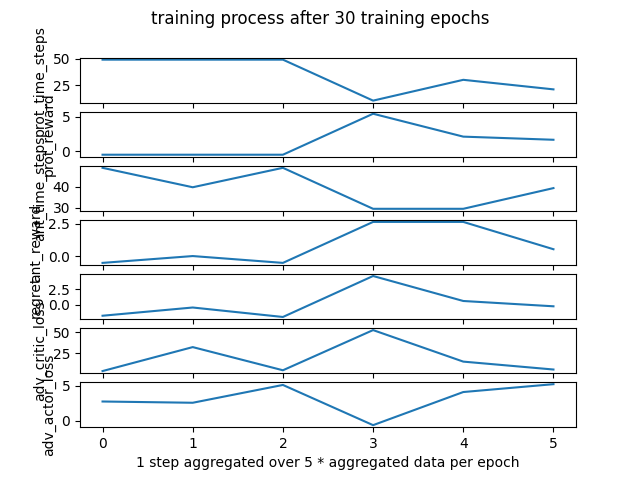 training process after 30 training epochs
prot_time_steps
50
25
prot_reward
5
0
ant_time_steps
40
30
ant_reward
2.5
0.0
regret
2.5
0.0
adv_critic_loss
50
25
adv_actor_loss
5
0
0 1 2 3 4 5
1 step aggregated over 5 * aggregated data per epoch